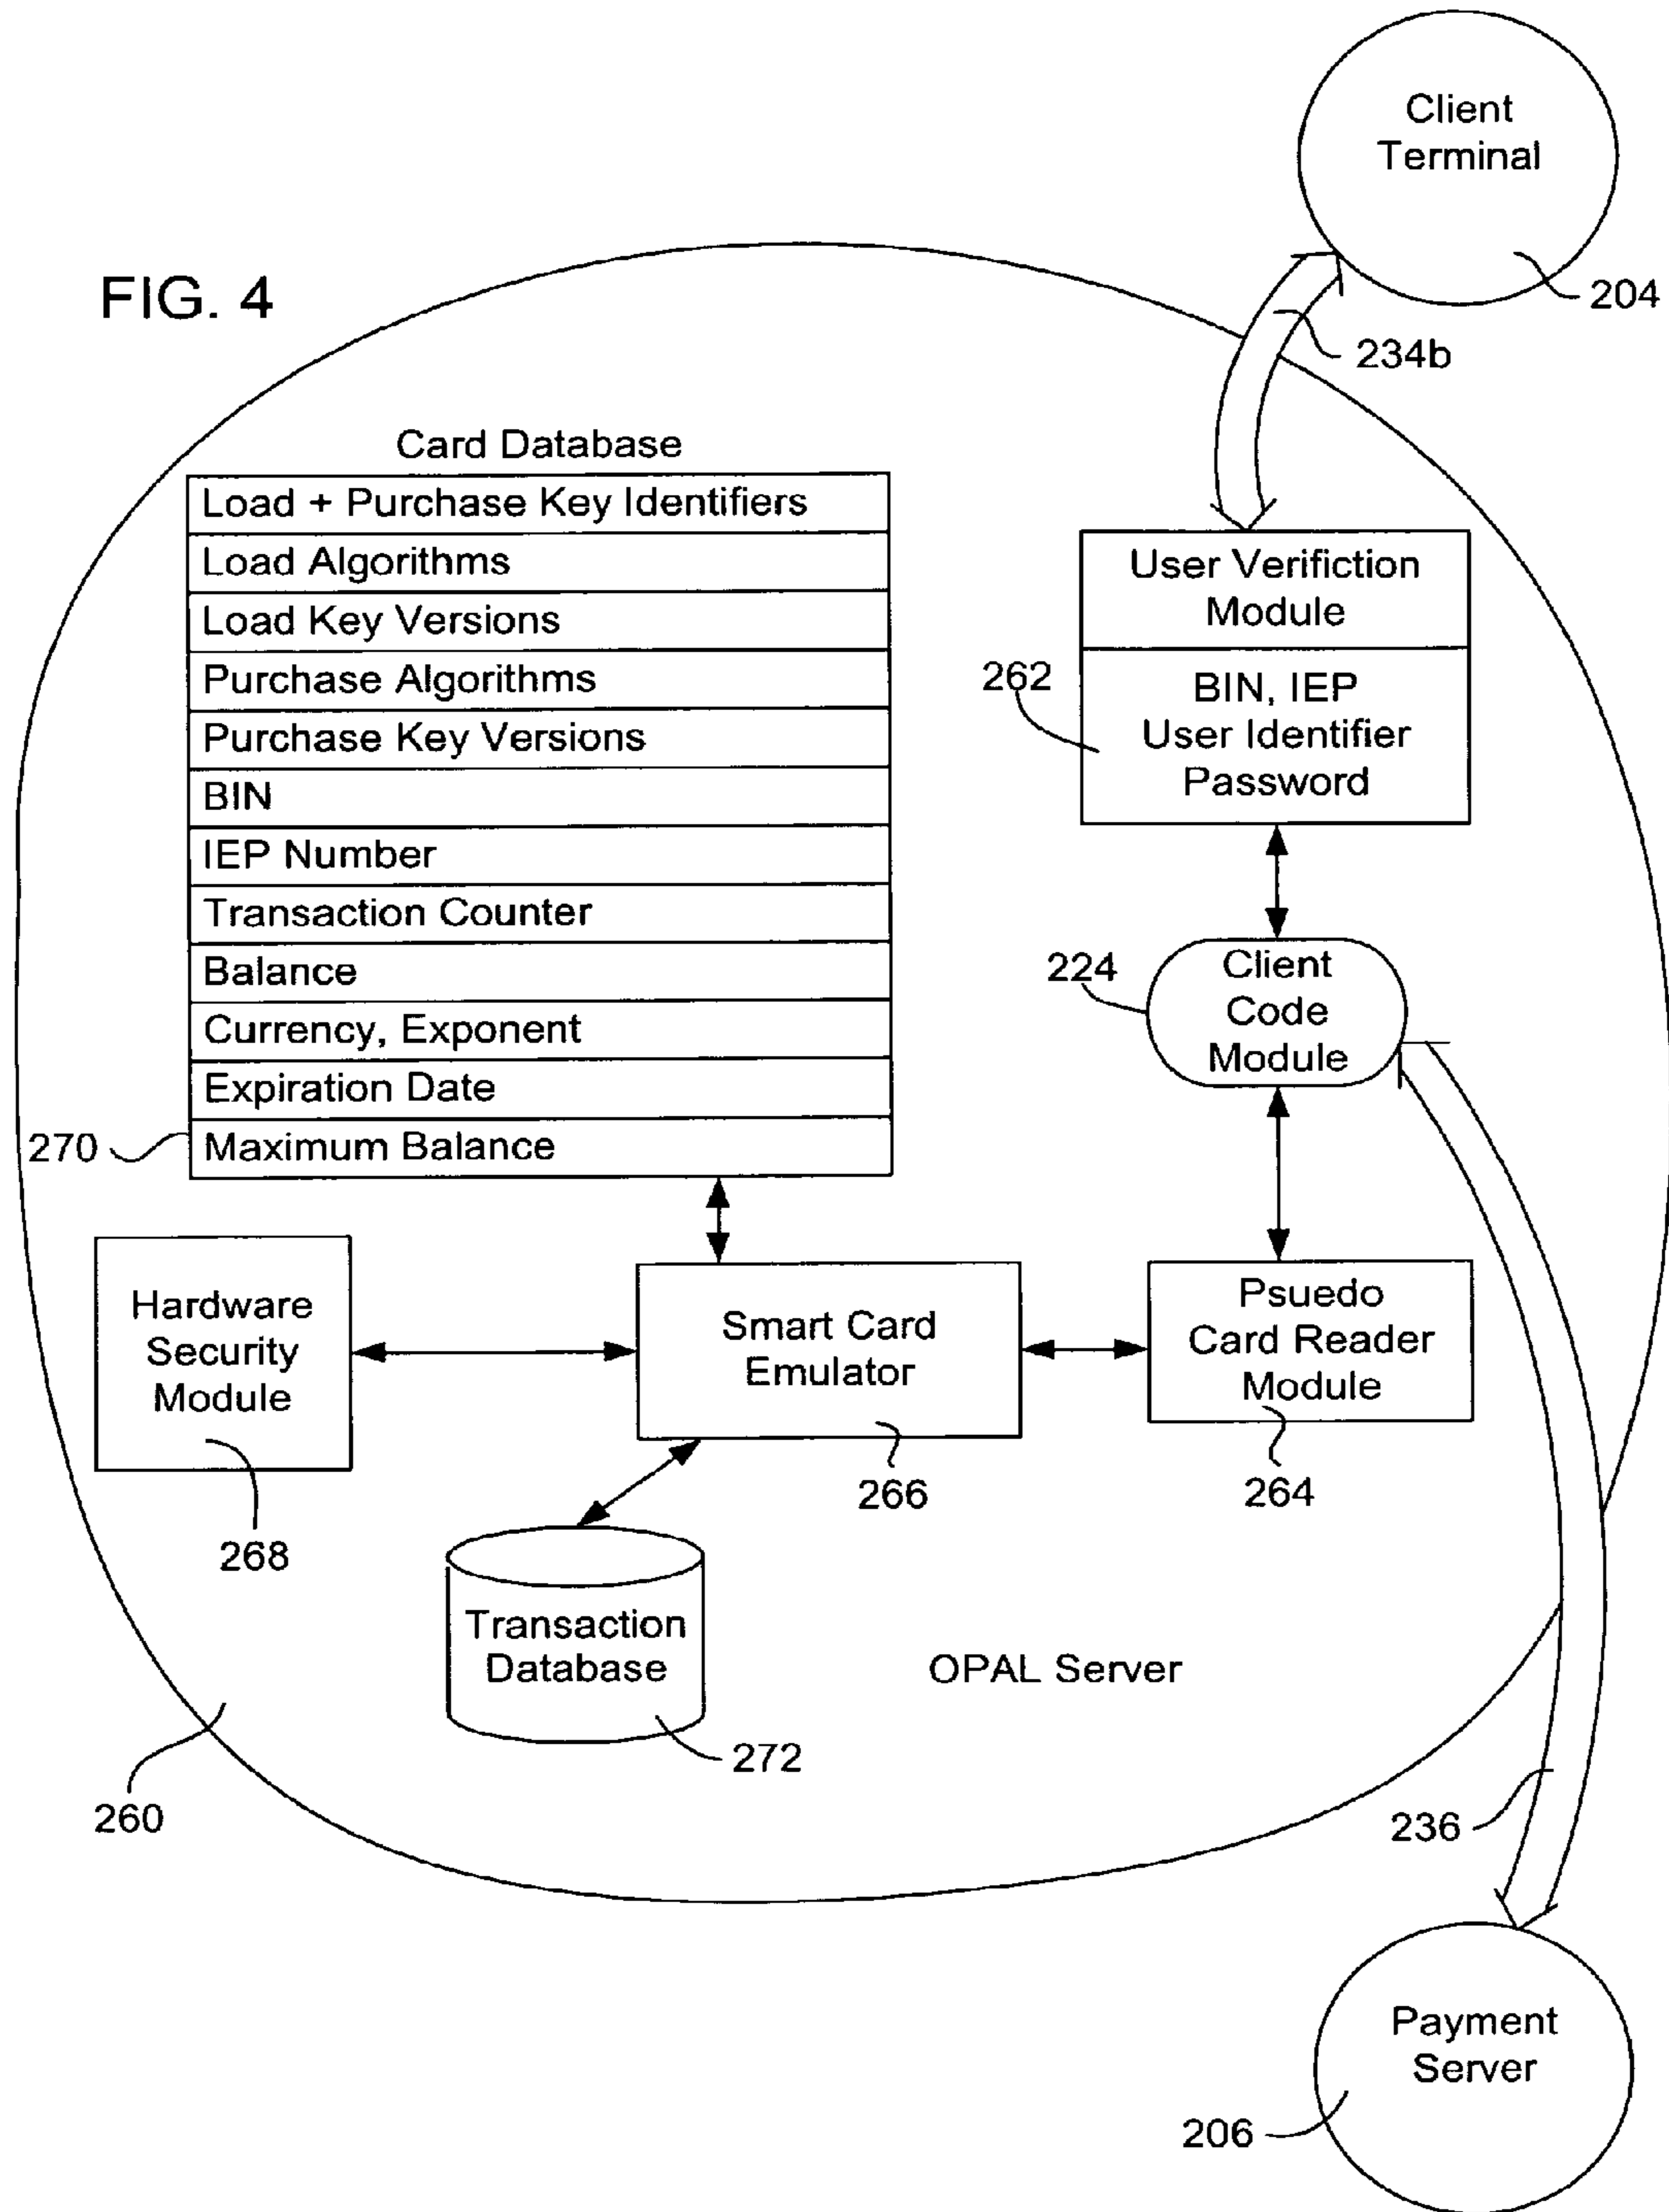 Client
Terminal
FIG. 4
204
234b
Card Database
Load + Purchase Key Identifiers
Load Algorithms
Load Key Versions
Purchase Algorithms
Purchase Key Versions
BIN
IEP Number
Transaction Counter
Balance
Currency, Exponent
Expiration Date
Maximum Balance
270
User Verifiction
Module
BIN, IEP
User Identifier
Password
262
Client
Code
Module
224
Hardware
Security
Module
268
Smart Card
Emulator
266
Psuedo
Card Reader
Module
264
Transaction
Database
272
OPAL Server
260
236
Payment
Server
206